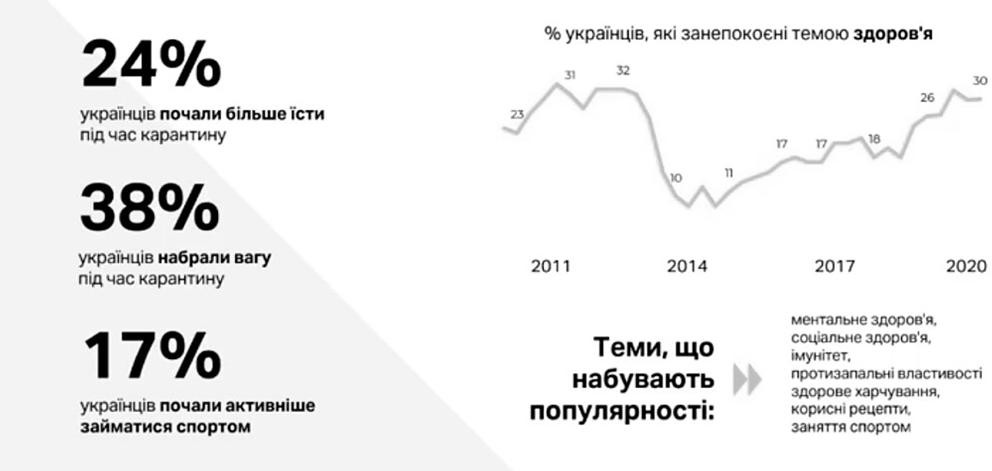 24%
українців почали більше їсти
під час карантину
38%
українців набрали вагу
під час карантину
17%
українців почали активніше
займатися спортом
% українців, які занепокоєні темою здоров'я
23
31
32
10
11
17
17
18
26
30
2011
2014
2017
2020
Теми, що
набувають
популярності:
ментальне здоров'я,
соціальне здоров'я,
імунітет,
протизапальні властивості
здорове харчування,
корисні рецепти,
заняття спортом